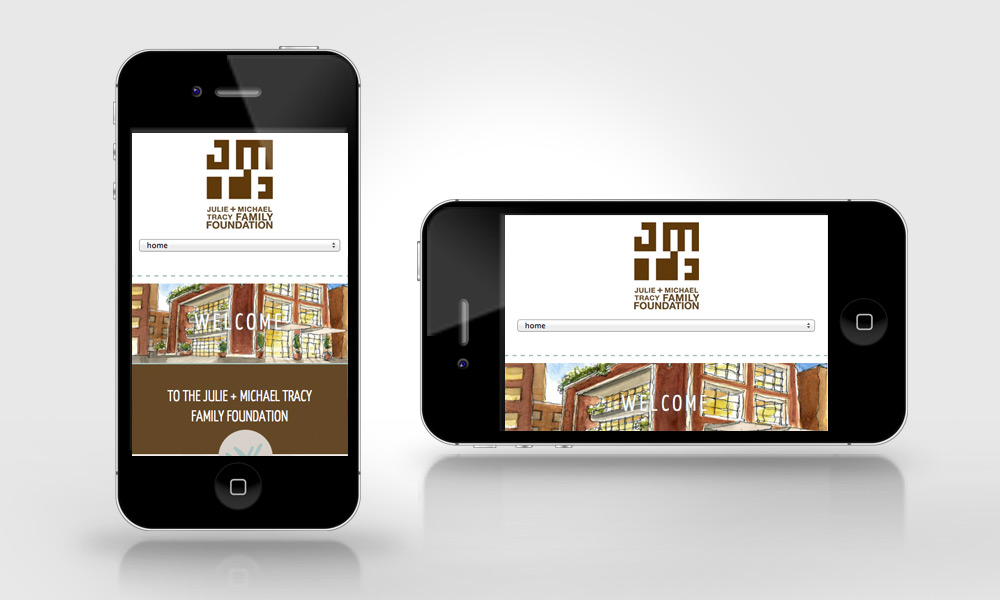 JULIE + MICHAEL
TRACY FAMILY
FOUNDATION
home
WELCOME
TO THE JULIE + MICHAEL TRACY
FAMILY FOUNDATION
JULIE + MICHAEL
TRACY FAMILY
FOUNDATION
home
WELCOME